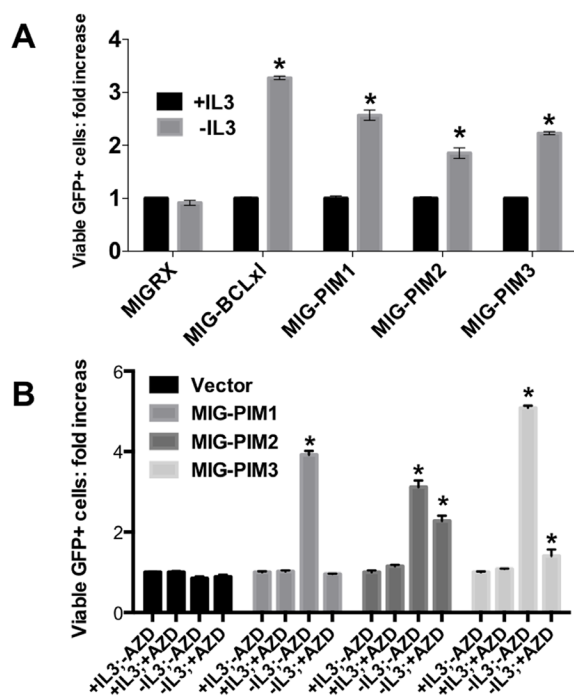 A
Viable GFP+ cells: fold increase
4
3
2
1
0
+IL3
-IL3
*
*
*
*
MIGRX
MIG-BCLxl
MIG-PIM1
MIG-PIM2
MIG-PIM3
B
Viable GFP+ cells: fold increas
6
4
2
0
Vector
MIG-PIM1
MIG-PIM2
MIG-PIM3
*
*
*
*
*
+IL3;-AZD
+IL3;+AZD
-IL3;-AZD
-IL3;+AZD
+IL3;-AZD
+IL3;+AZD
-IL3;-AZD
-IL3;+AZD
+IL3;-AZD
+IL3;+AZD
-IL3;-AZD
-IL3;+AZD
+IL3;-AZD
+IL3;+AZD
-IL3;-AZD
-IL3;+AZD